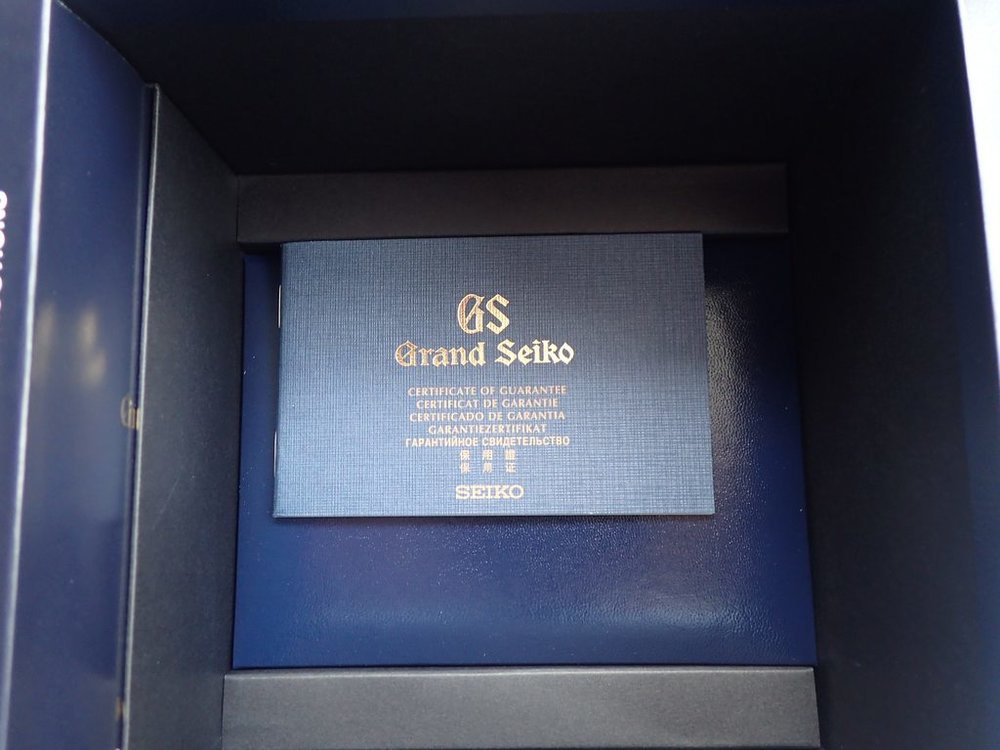 GS
Grand Seiko
CERTIFICATE OF GUARANTEE
CERTIFICAT DE GARANTIE
CERTIFICADO DE GARANTIA
GARANTIEZERTIFIKAT
ГАРАНТИЙНОЕ СВИДЕТЕЛЬСТВО
保用證
保用证
SEIKO